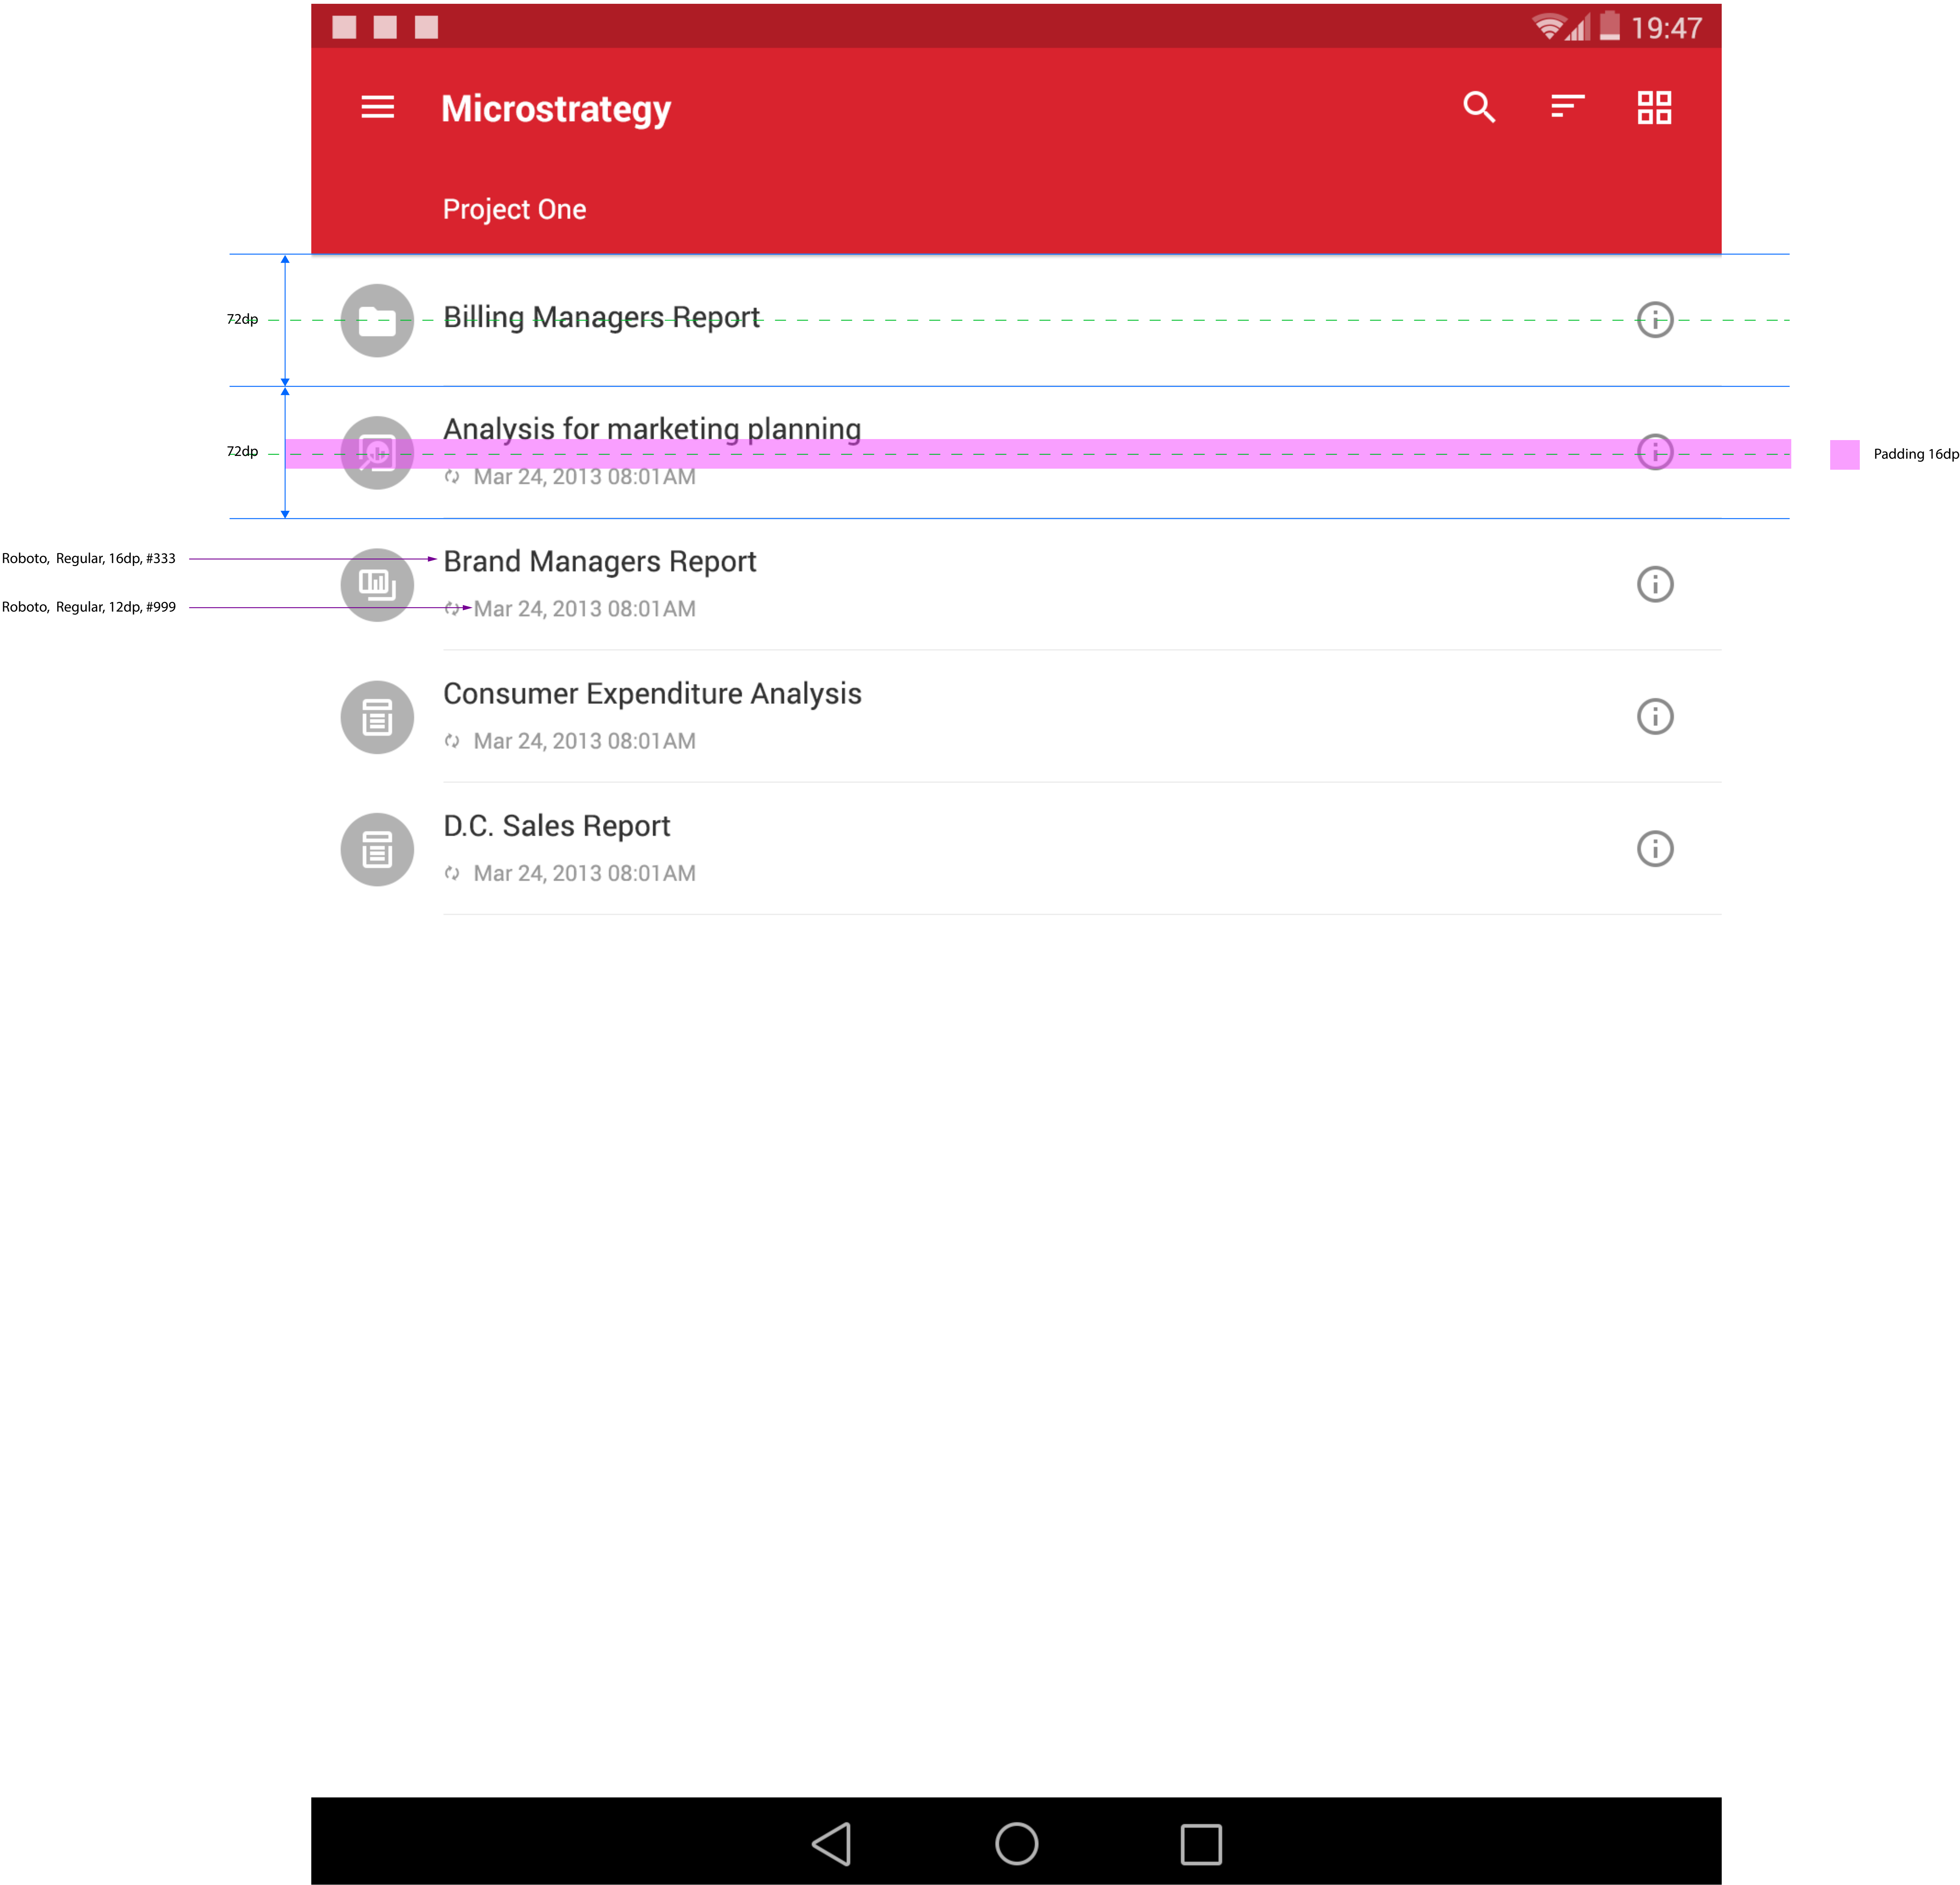 19:47
Microstrategy
Project One
72dp
Billing Managers Report
Analysis for marketing planning
72dp
Padding 16dp
Mar 24, 2013 08:01AM
Roboto, Regular, 16dp, #333
Brand Managers Report
Roboto, Regular, 12dp, #999
Mar 24, 2013 08:01AM
Consumer Expenditure Analysis
Mar 24, 2013 08:01AM
D.C. Sales Report
Mar 24, 2013 08:01AM